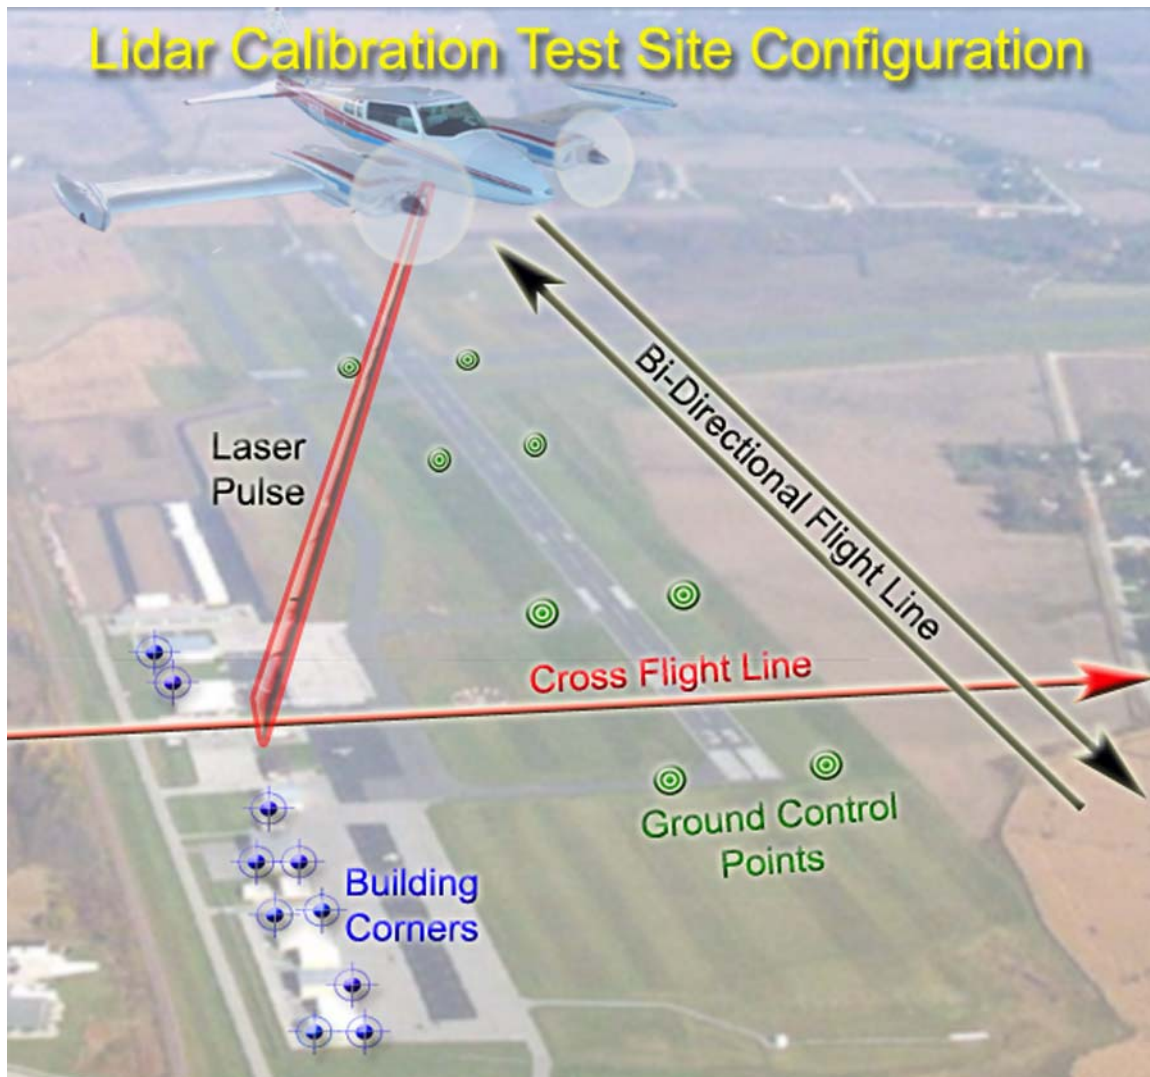 Lidar Calibration Test Site Configuration
Bi-Directional Flight Line
Laser
Pulse
Cross Flight Line
Ground Control
Points
Building
Corners